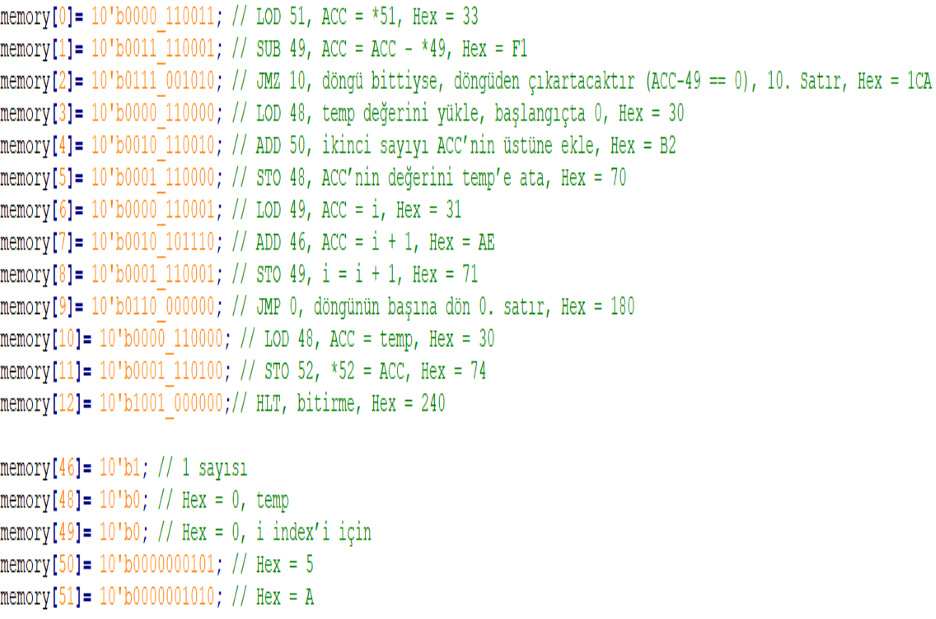 memory[0]= 10'b0000_110011; // LOD 51, ACC = *51, Hex = 33
memory[1]= 10'b0011_110001; // SUB 49, ACC = ACC - *49, Hex = F1
memory[2]= 10'b0111_001010; // JMZ 10, döngü bittiyse, döngüden çıkartacaktır (ACC-49 == 0), 10. Satır, Hex = 1CA
memory[3]= 10'b0000_110000; // LOD 48, temp değerini yükle, başlangıçta 0, Hex = 30
memory[4]= 10'b0010_110010; // ADD 50, ikinci sayıyı ACC’nin üstüne ekle, Hex = B2
memory[5]= 10'b0001_110000; // STO 48, ACC’nin değerini temp’e ata, Hex = 70
memory[6]= 10'b0000_110001; // LOD 49, ACC = i, Hex = 31
memory[7]= 10'b0010_101110; // ADD 46, ACC = i + 1, Hex = AE
memory[8]= 10'b0001_110001; // STO 49, i = i + 1, Hex = 71
memory[9]= 10'b0110_000000; // JMP 0, döngünün başına dön 0. satır, Hex = 180
memory[10]= 10'b0000_110000; // LOD 48, ACC = temp, Hex = 30
memory[11]= 10'b0001_110100; // STO 52, *52 = ACC, Hex = 74
memory[12]= 10'b1001_000000;// HLT, bitirme, Hex = 240
memory[46]= 10'b1; // 1 sayısı
memory[48]= 10'b0; // Hex = 0, temp
memory[49]= 10'b0; // Hex = 0, i index’i için
memory[50]= 10'b0000000101; // Hex = 5
memory[51]= 10'b0000001010; // Hex = A